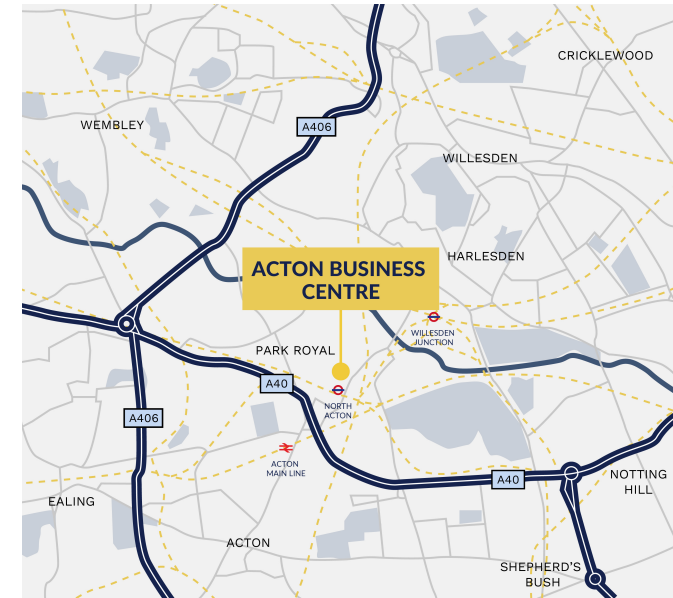 CRICKLEWOOD
WEMBLEY
A406
WILLESDEN
HARLESDEN
ACTON BUSINESS
CENTRE
WILLESDEN
JUNCTION
PARK ROYAL
A40
NORTH
ACTON
A406
ACTON
MAIN LINE
A40
NOTTING
HILL
EALING
ACTON
SHEPHERD'S
BUSH